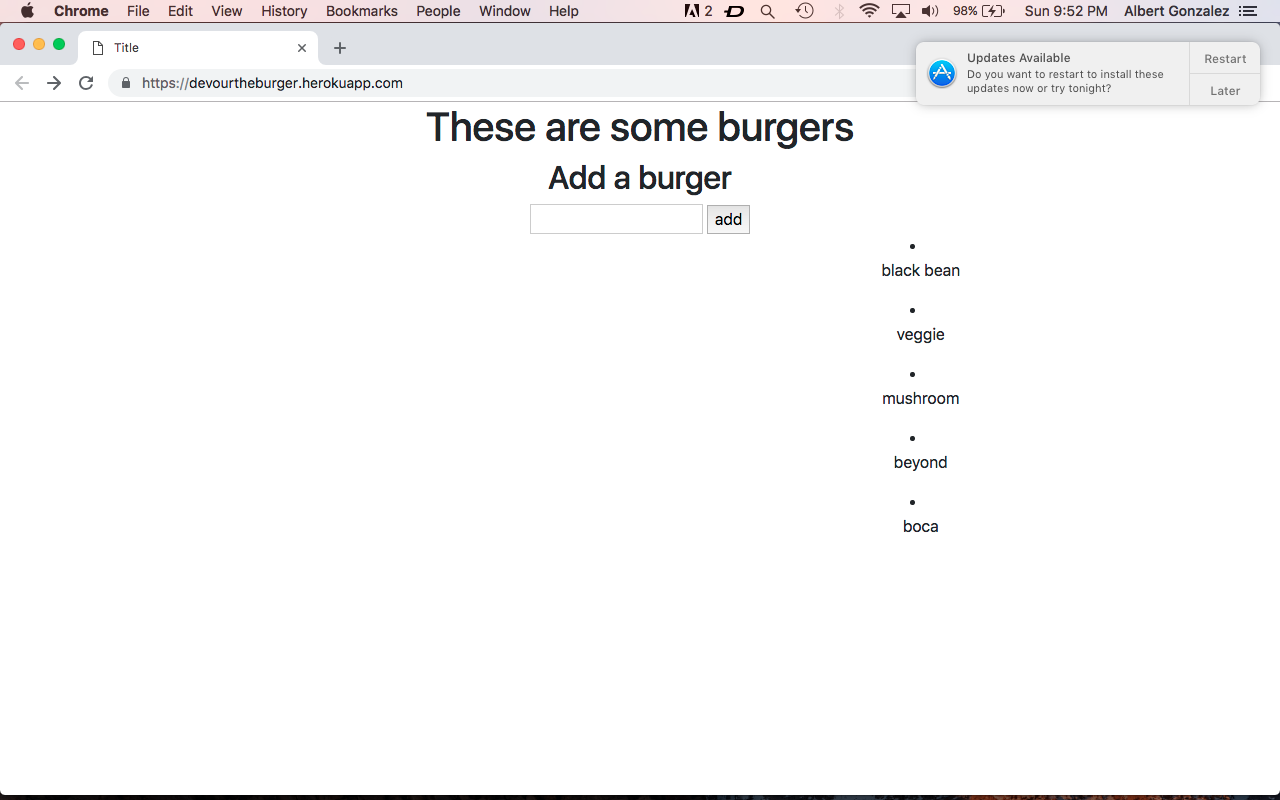 Chrome File Edit View History Bookmarks People Window Help 2 98% Sun 9:52 PM Albert Gonzalez
Title
https://devourtheburger.herokuapp.com
Updates Available
Do you want to restart to install these
updates now or try tonight?
Restart
Later
These are some burgers
Add a burger
add
black bean
veggie
mushroom
beyond
boca